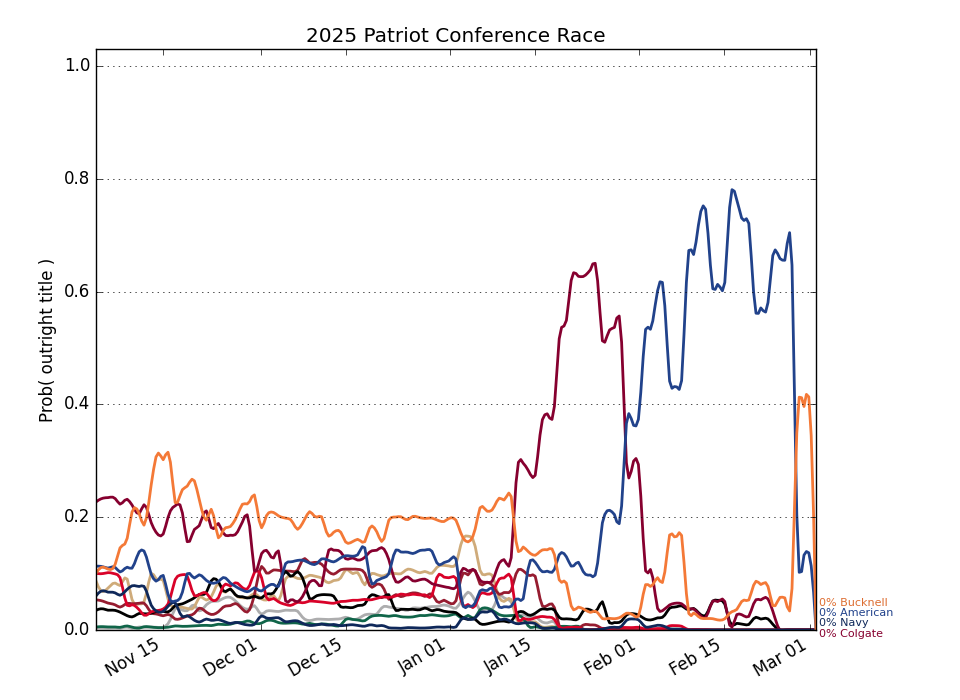 2025 Patriot Conference Race
Prob( outright title )
1.0
0.8
0.6
0.4
0.2
0.0
Nov 15
Dec 01
Dec 15
Jan 01
Jan 15
Feb 01
Feb 15
Mar 01
0% Bucknell
0% American
0% Navy
0% Colgate